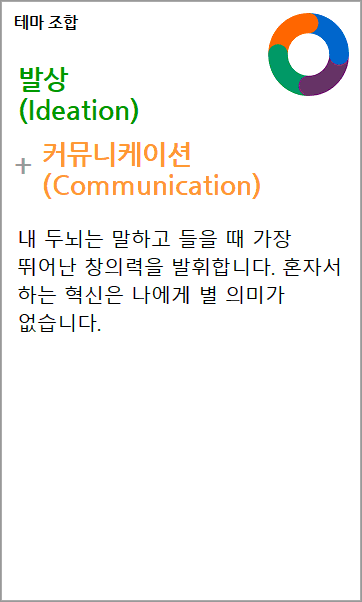 테마 조합
발상
(Ideation)
+ 커뮤니케이션
(Communication)
내 두뇌는 말하고 들을 때 가장
뛰어난 창의력을 발휘합니다. 혼자서
하는 혁신은 나에게 별 의미가
없습니다.